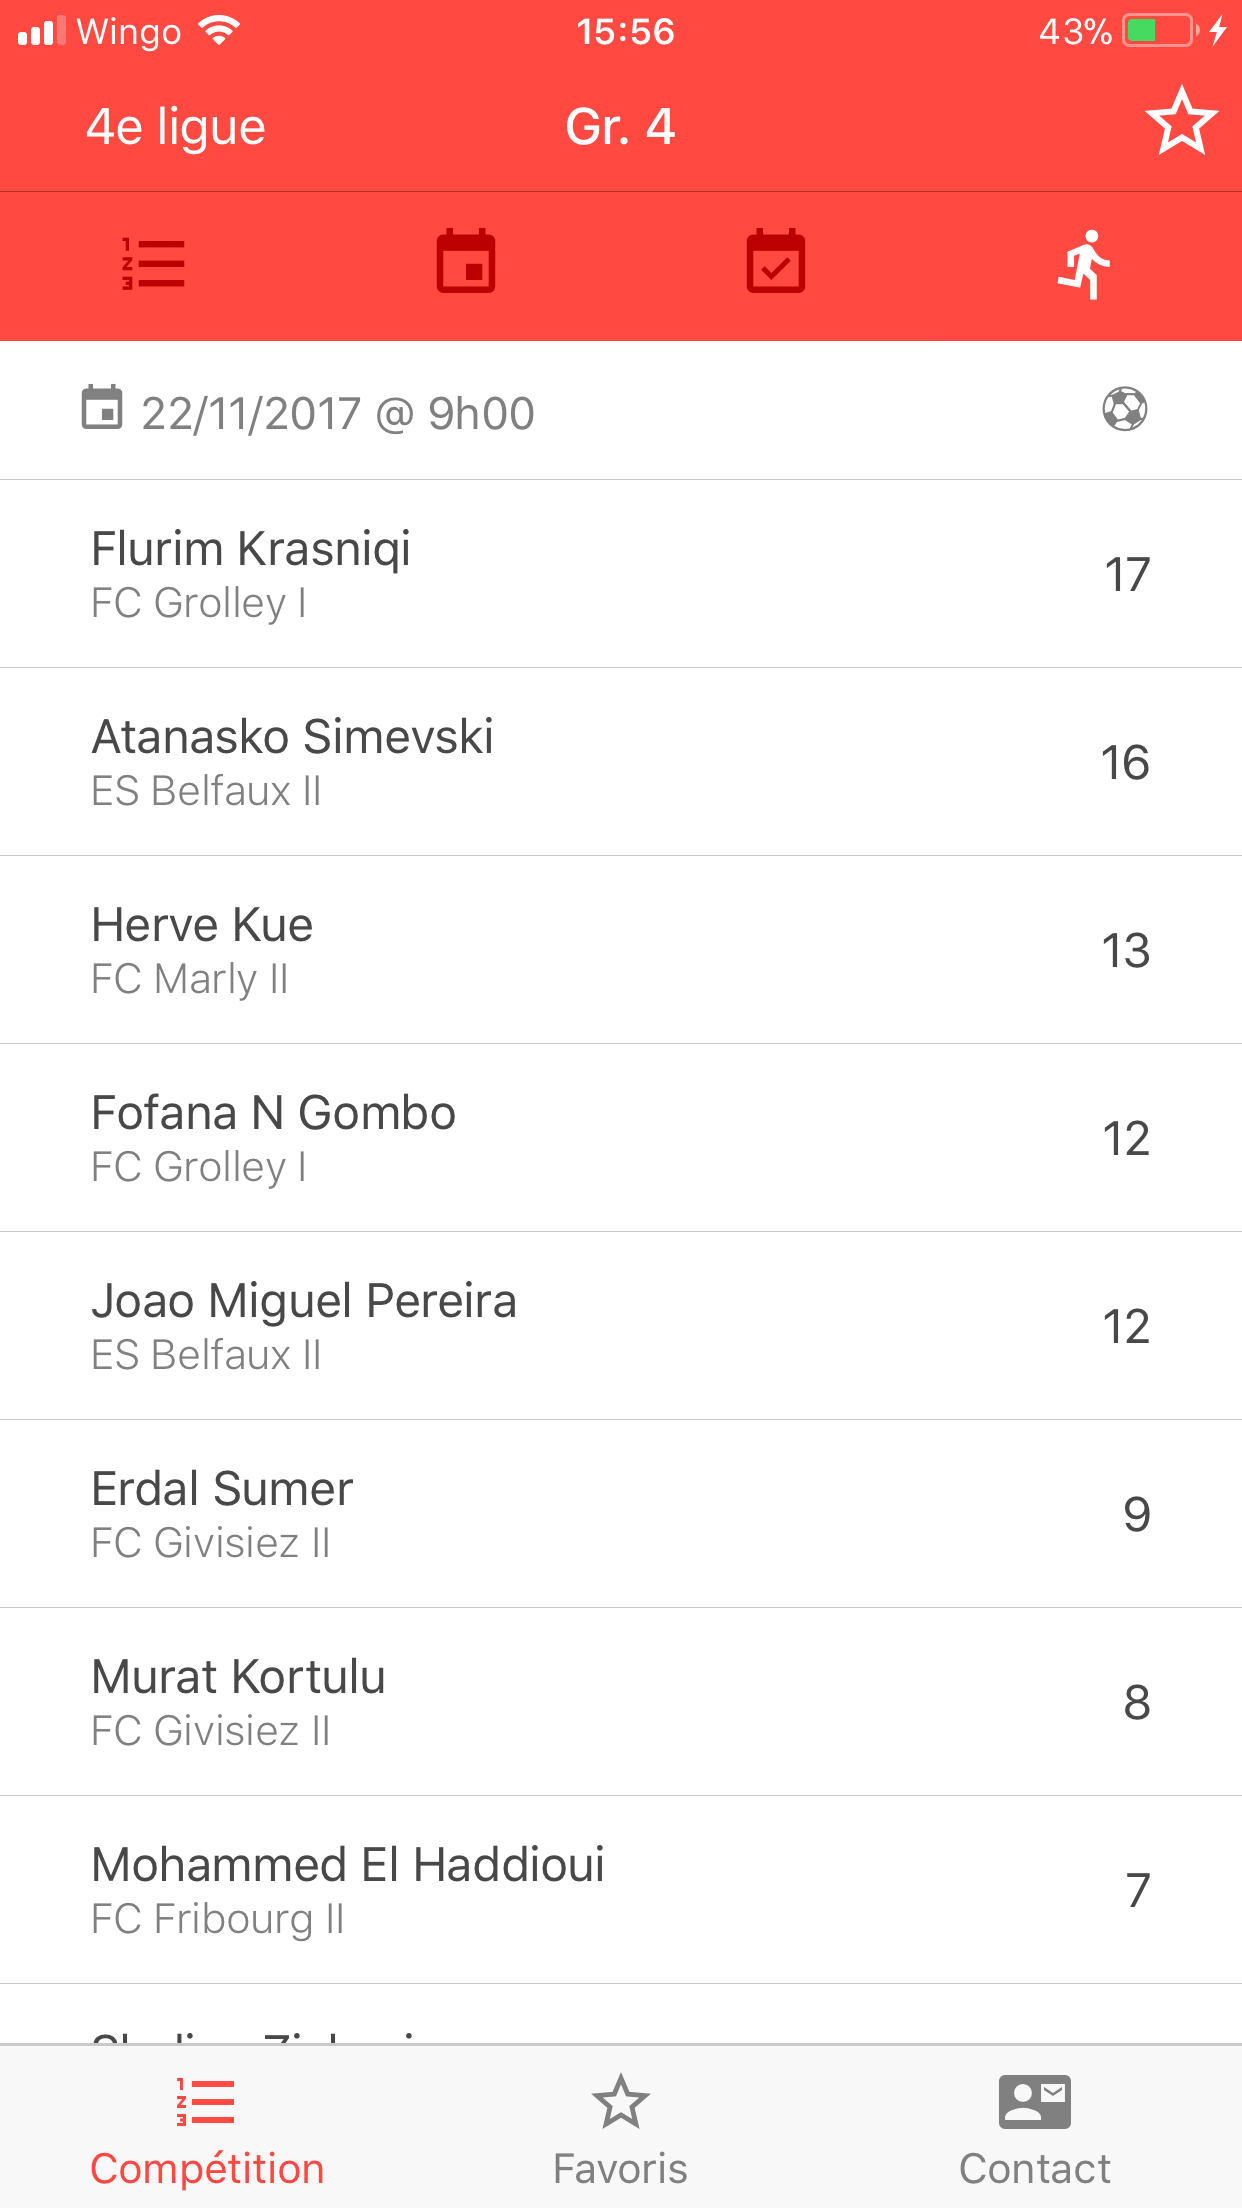 Wingo 15:56 43%
4e ligue Gr. 4
22/11/2017 @ 9h00
Flurim Krasniqi
FC Grolley I
17
Atanasko Simevski
ES Belfaux II
16
Herve Kue
FC Marly II
13
Fofana N Gombo
FC Grolley I
12
Joao Miguel Pereira
ES Belfaux II
12
Erdal Sumer
FC Givisiez II
9
Murat Kortulu
FC Givisiez II
8
Mohammed El Haddioui
FC Fribourg II
7
Compétition Favoris Contact